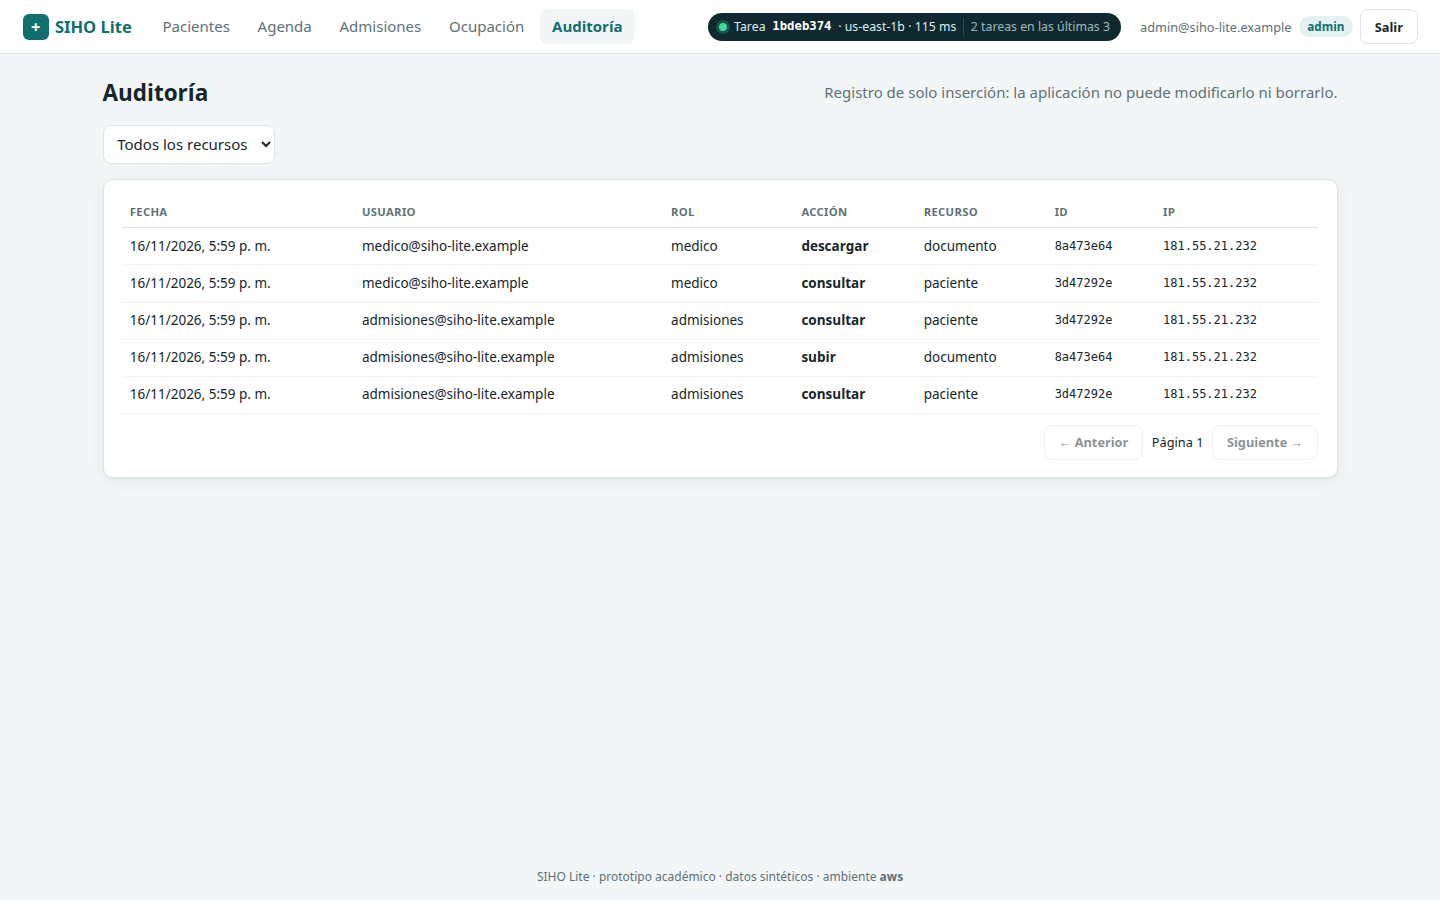 + SIHO Lite Pacientes Agenda Admisiones Ocupación Auditoría Tarea 1bdeb374 · us-east-1b · 115 ms 2 tareas en las últimas 3 admin@siho-lite.example admin Salir
Auditoría Registro de solo inserción: la aplicación no puede modificarlo ni borrarlo.
Todos los recursos
FECHA USUARIO ROL ACCIÓN RECURSO ID IP
16/11/2026, 5:59 p. m. medico@siho-lite.example medico descargar documento 8a473e64 181.55.21.232
16/11/2026, 5:59 p. m. medico@siho-lite.example medico consultar paciente 3d47292e 181.55.21.232
16/11/2026, 5:59 p. m. admisiones@siho-lite.example admisiones consultar paciente 3d47292e 181.55.21.232
16/11/2026, 5:59 p. m. admisiones@siho-lite.example admisiones subir documento 8a473e64 181.55.21.232
16/11/2026, 5:59 p. m. admisiones@siho-lite.example admisiones consultar paciente 3d47292e 181.55.21.232
← Anterior Página 1 Siguiente →
SIHO Lite · prototipo académico · datos sintéticos · ambiente aws